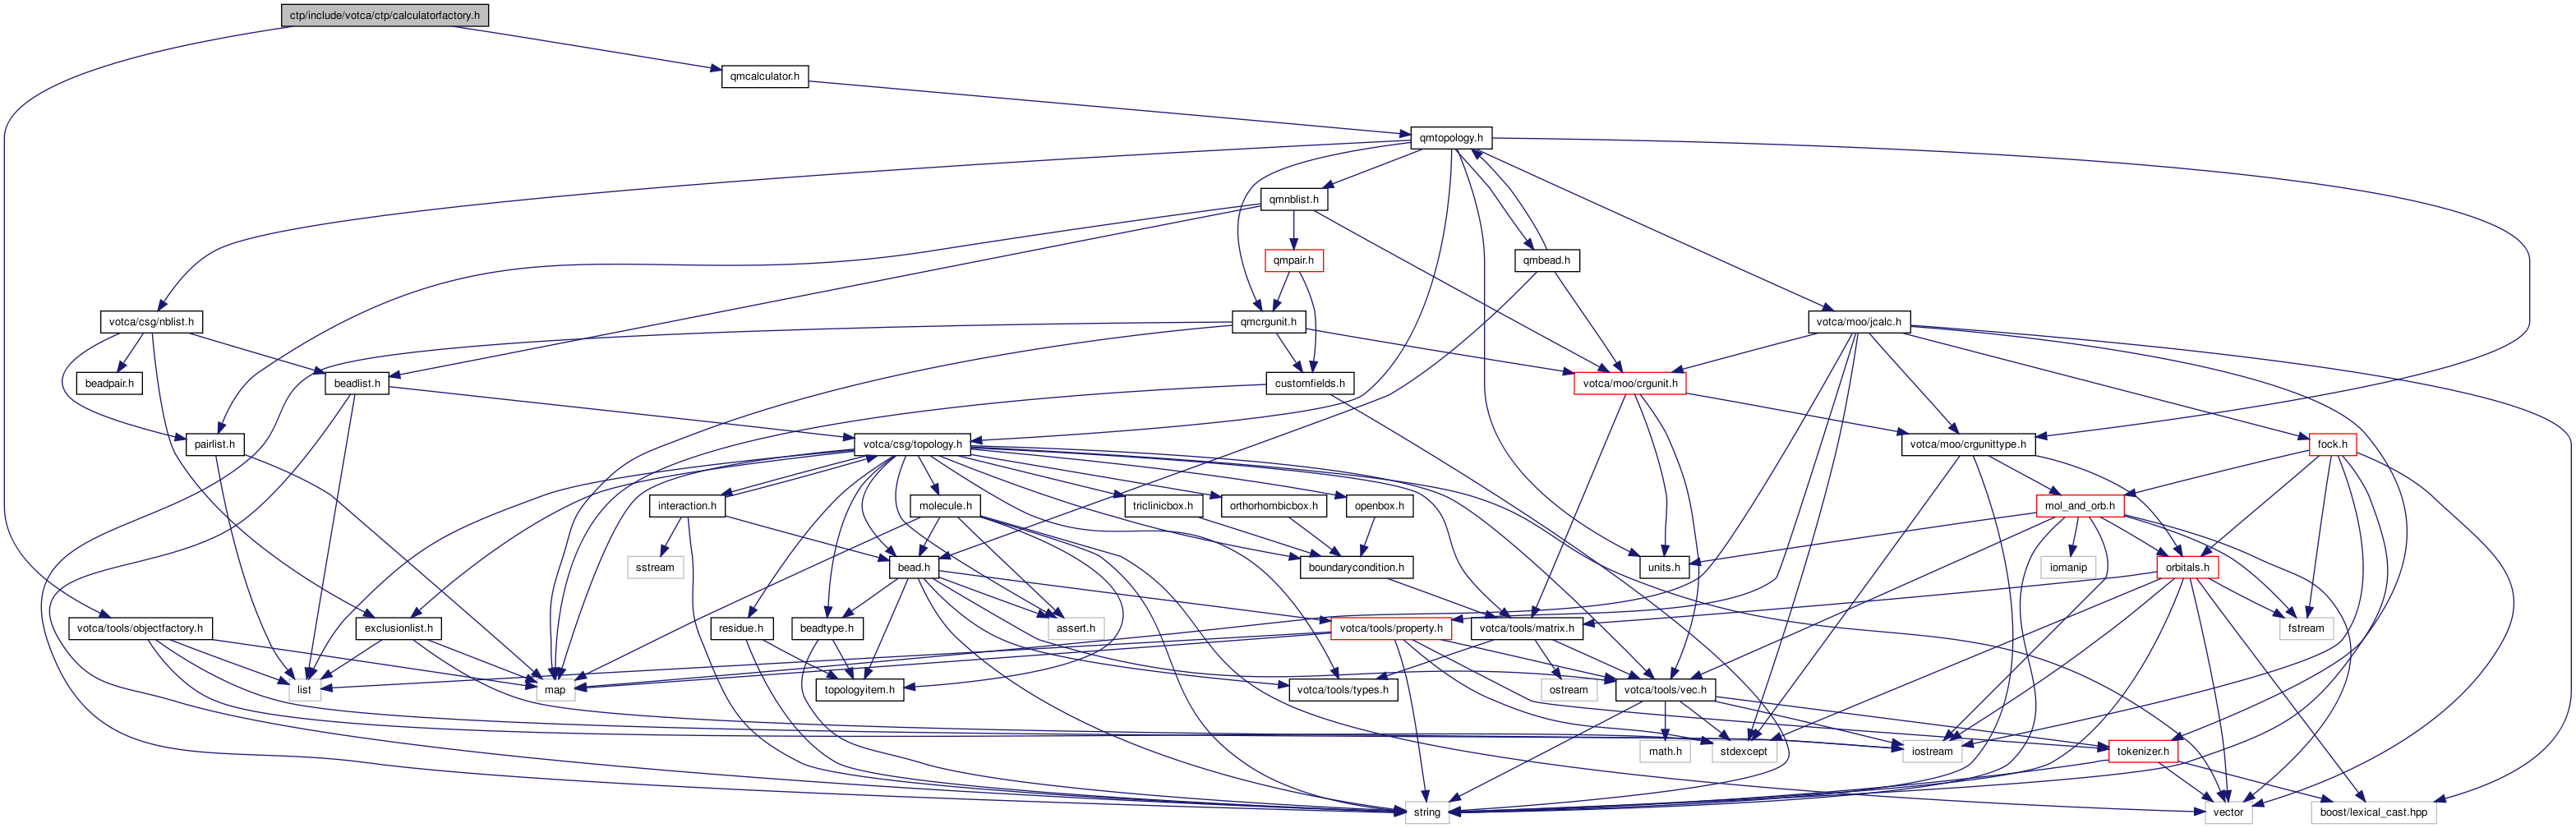 ctp/include/votca/ctp/calculatorfactory.h
qmcalculator.h
qmtopology.h
qmnblist.h
qmpair.h
qmbead.h
votca/csg/nblist.h
qmcrgunit.h
votca/moo/jcalc.h
beadpair.h
beadlist.h
customfields.h
votca/moo/crgunit.h
pairlist.h
votca/csg/topology.h
votca/moo/crgunittype.h
fock.h
interaction.h
molecule.h
triclinicbox.h
orthorhombicbox.h
openbox.h
mol_and_orb.h
sstream
bead.h
boundarycondition.h
units.h
iomanip
orbitals.h
votca/tools/objectfactory.h
exclusionlist.h
residue.h
beadtype.h
assert.h
votca/tools/property.h
votca/tools/matrix.h
fstream
list
map
topologyitem.h
votca/tools/types.h
ostream
votca/tools/vec.h
math.h
stdexcept
iostream
tokenizer.h
string
vector
boost/lexical_cast.hpp